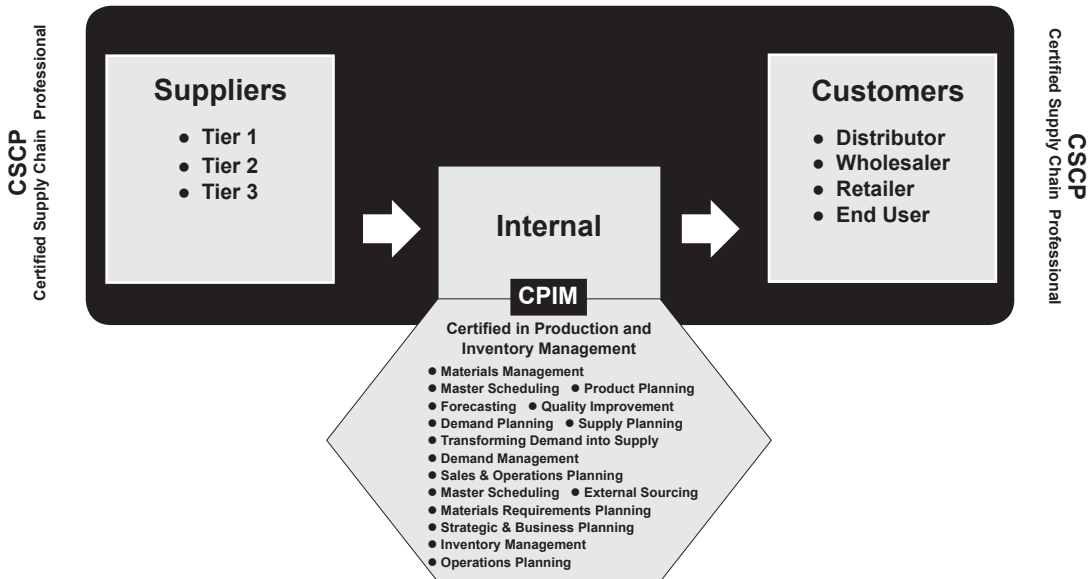 CSCP
Certified Supply Chain Professional
Suppliers
● Tier 1
● Tier 2
● Tier 3
Internal
Customers
● Distributor
● Wholesaler
● Retailer
● End User
CSCP
Certified Supply Chain Professional
CPIM
Certified in Production and
Inventory Management
● Materials Management
● Master Scheduling ● Product Planning
● Forecasting ● Quality Improvement
● Demand Planning ● Supply Planning
● Transforming Demand into Supply
● Demand Management
● Sales & Operations Planning
● Master Scheduling ● External Sourcing
● Materials Requirements Planning
● Strategic & Business Planning
● Inventory Management
● Operations Planning